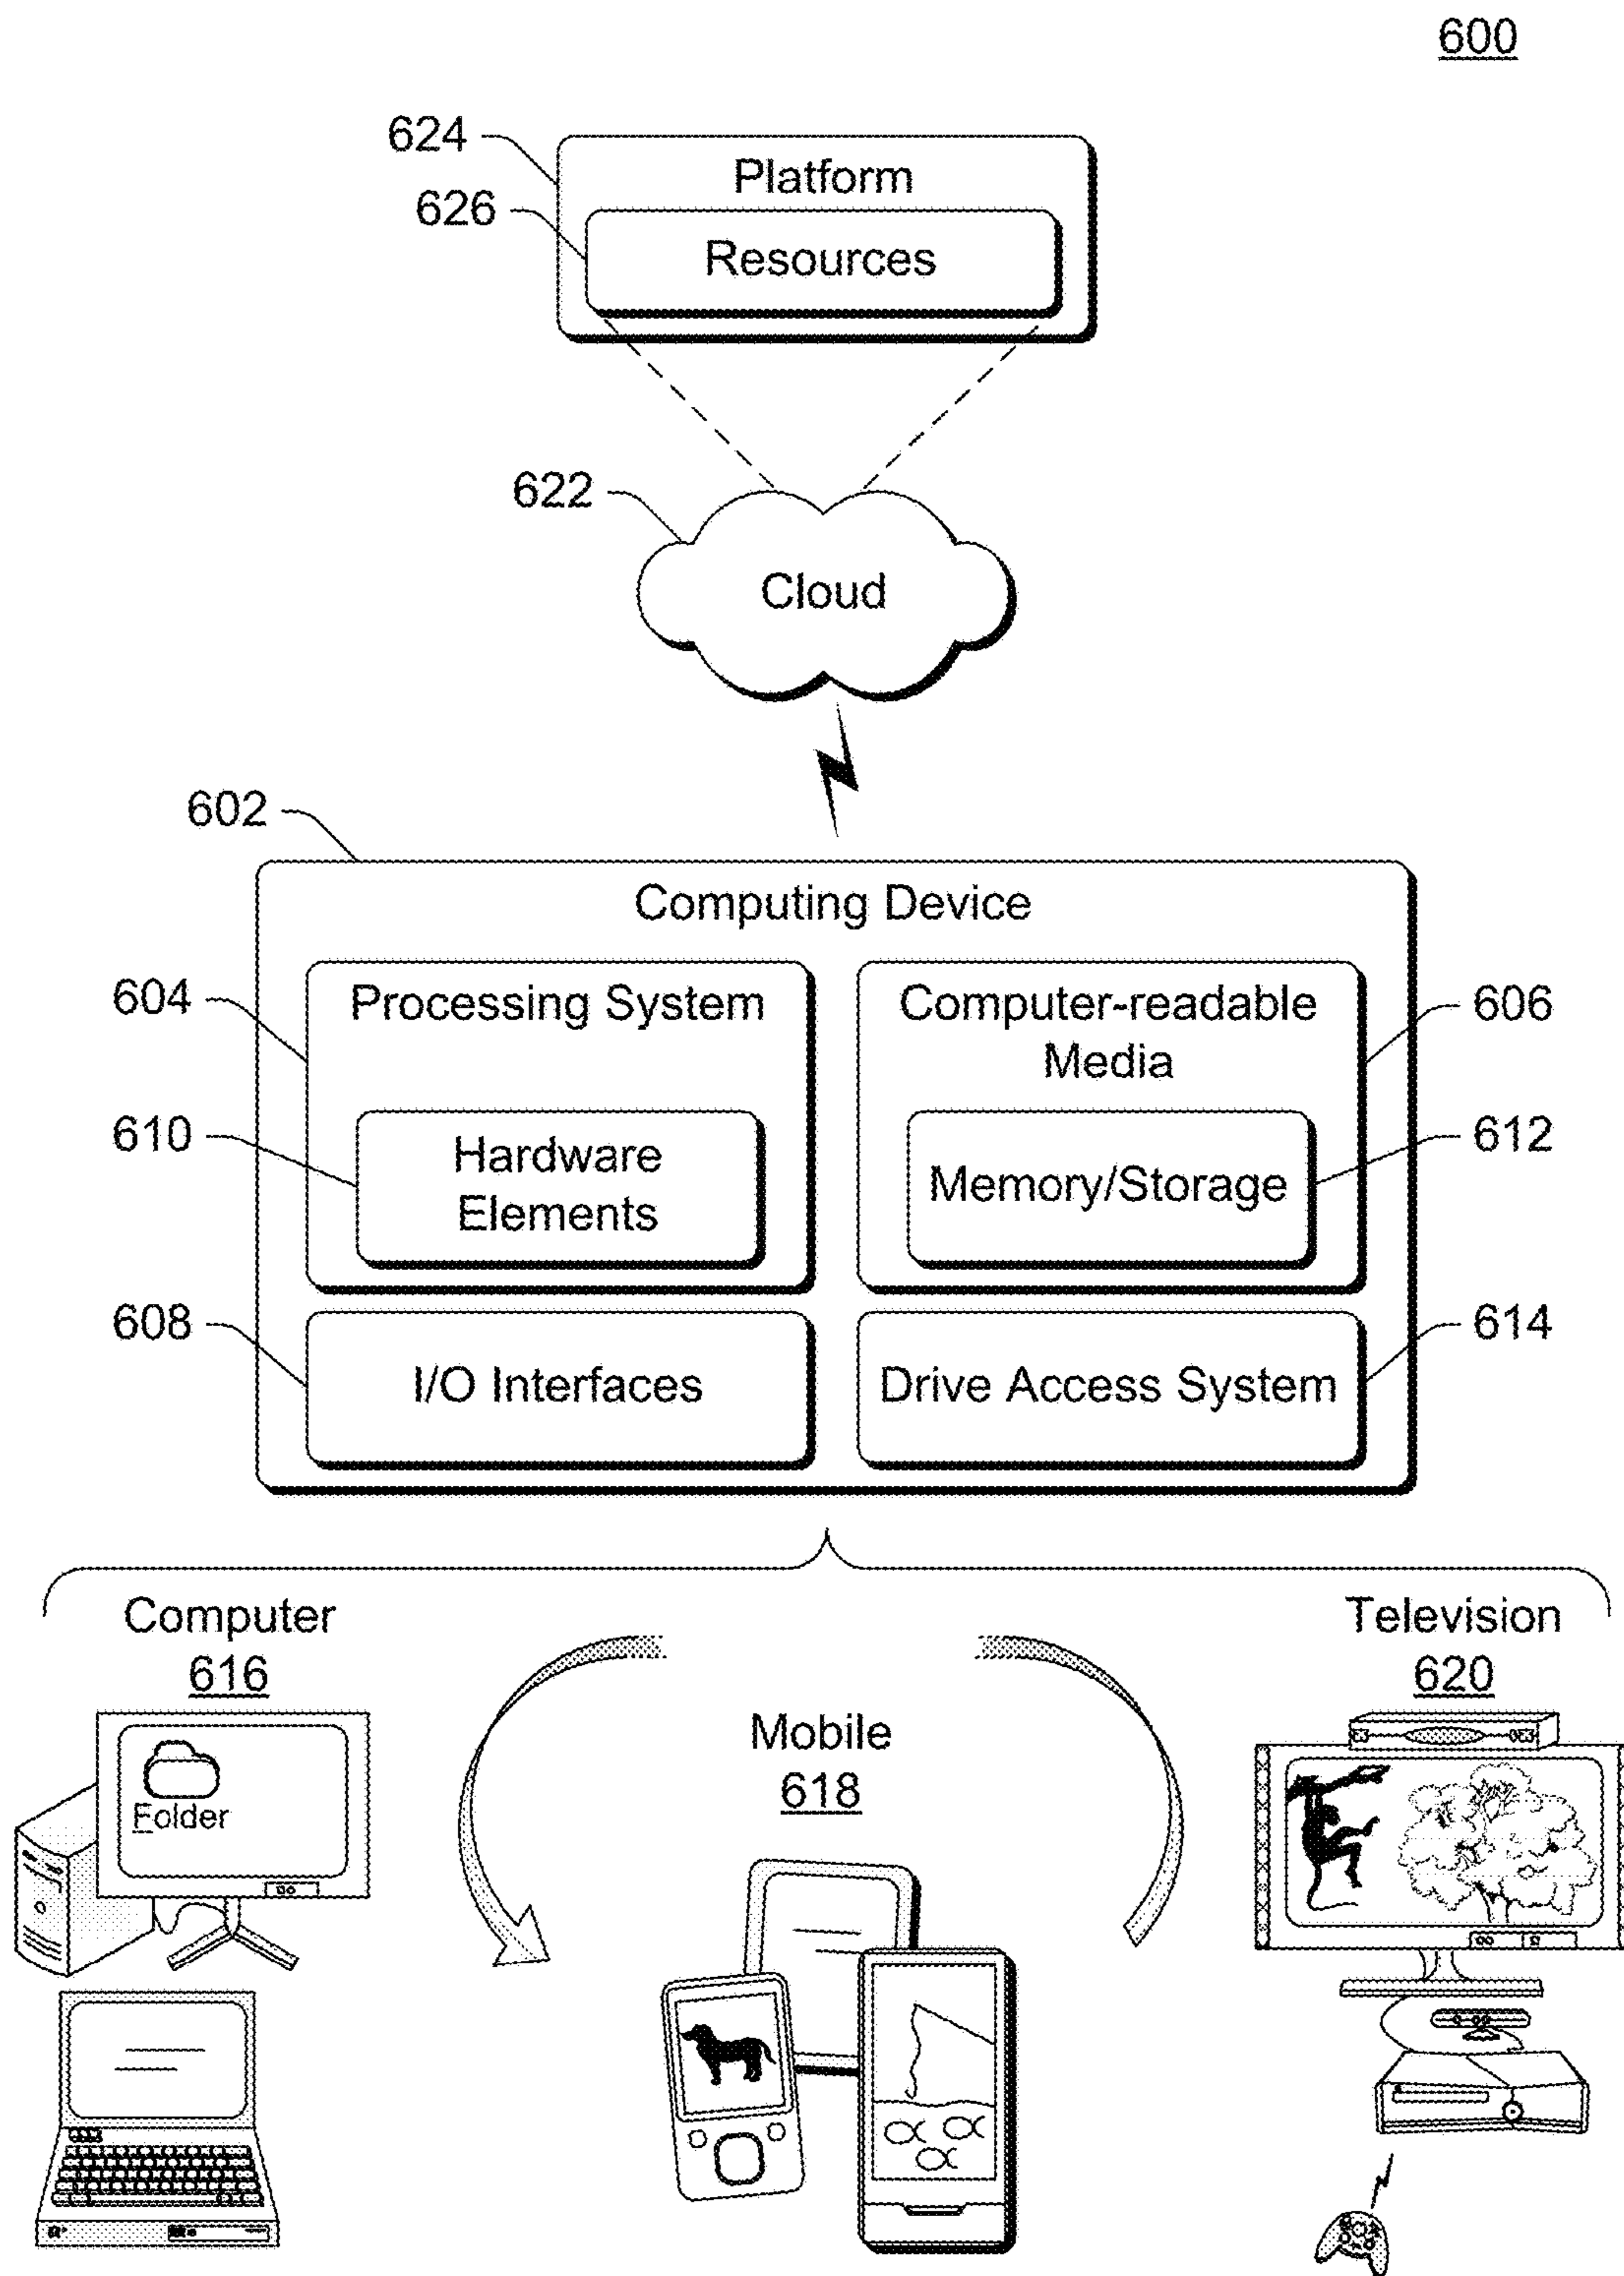 600
624
Platform
626
Resources
622
Cloud
602
Computing Device
604
Processing System
Computer-readable
Media
606
610
Hardware
Elements
Memory/Storage
612
608
I/O Interfaces
Drive Access System
614
Computer
616
Mobile
618
Television
620
Folder